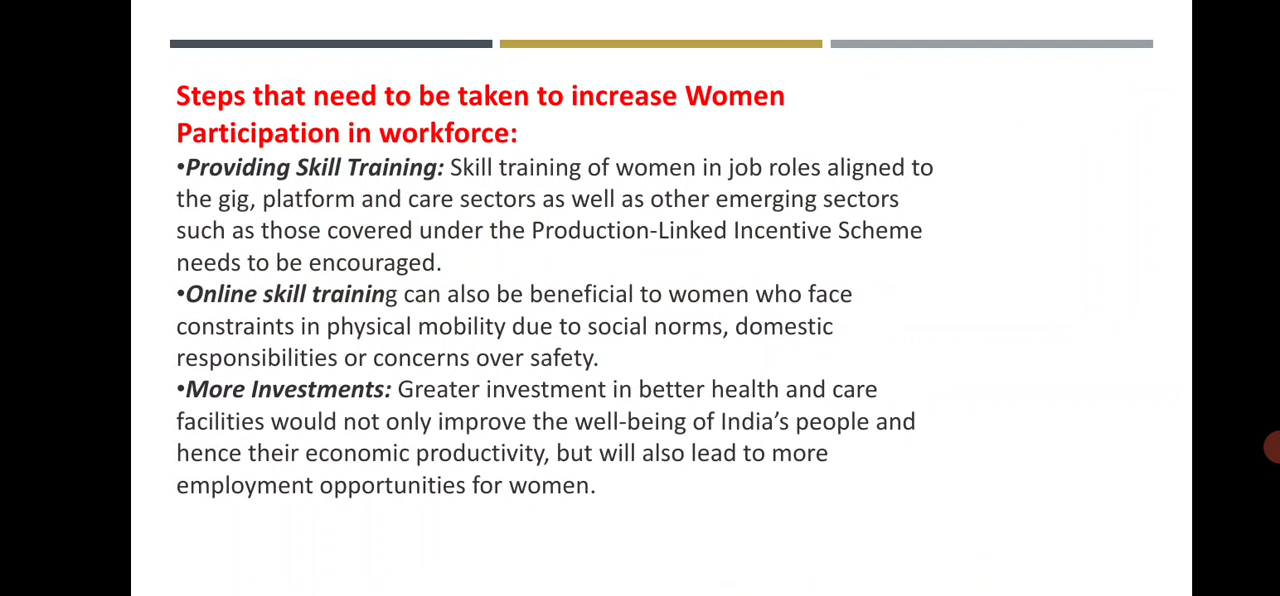 Steps that need to be taken to increase Women
Participation in workforce:
•Providing Skill Training: Skill training of women in job roles aligned to
the gig, platform and care sectors as well as other emerging sectors
such as those covered under the Production-Linked Incentive Scheme
needs to be encouraged.
•Online skill training can also be beneficial to women who face
constraints in physical mobility due to social norms, domestic
responsibilities or concerns over safety.
•More Investments: Greater investment in better health and care
facilities would not only improve the well-being of India’s people and
hence their economic productivity, but will also lead to more
employment opportunities for women.